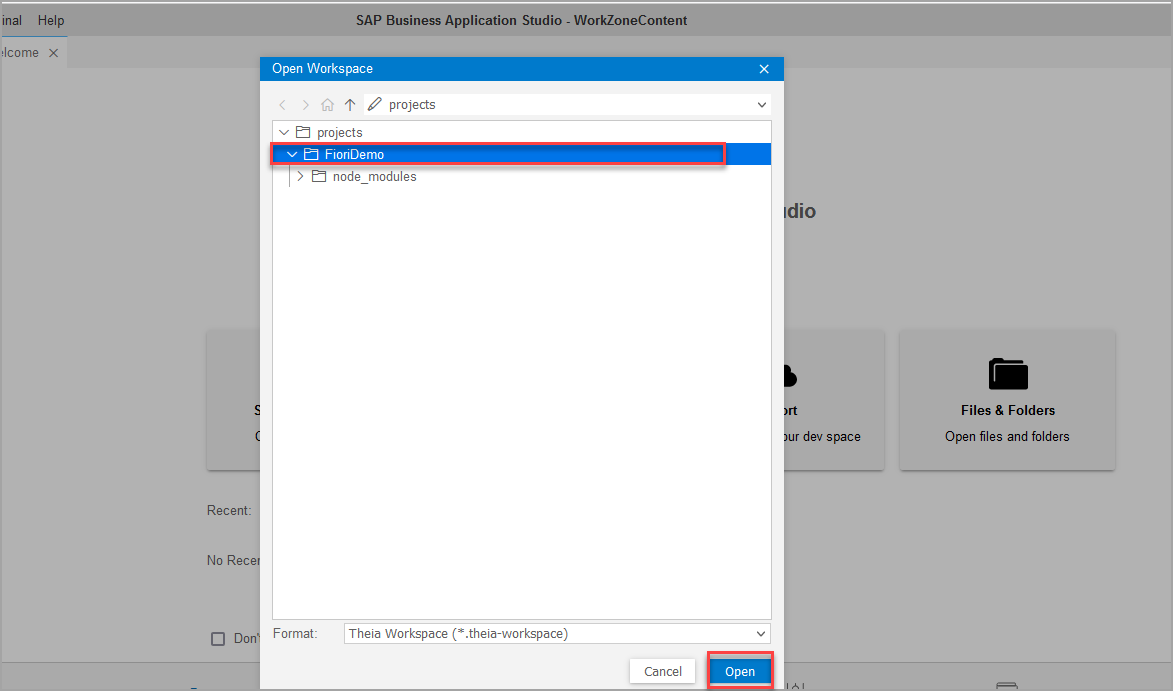 inal Help SAP Business Application Studio - WorkZoneContent
elcome
Open Workspace
projects
projects
FioriDemo
node_modules
udio
ort
Files & Folders
our dev space
Open files and folders
Recent:
No Recen
Format: Theia Workspace (*.theia-workspace)
Don'
Cancel Open